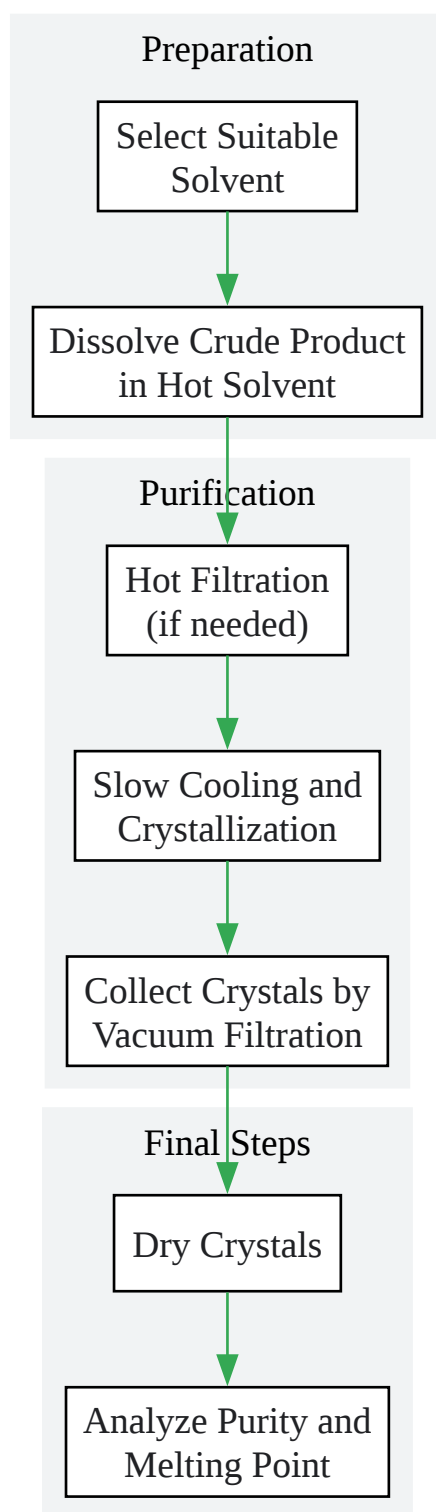 Preparation
Select Suitable
Solvent
Dissolve Crude Product
in Hot Solvent
Purification
Hot Filtration
(if needed)
Slow Cooling and
Crystallization
Collect Crystals by
Vacuum Filtration
Final Steps
Dry Crystals
Analyze Purity and
Melting Point